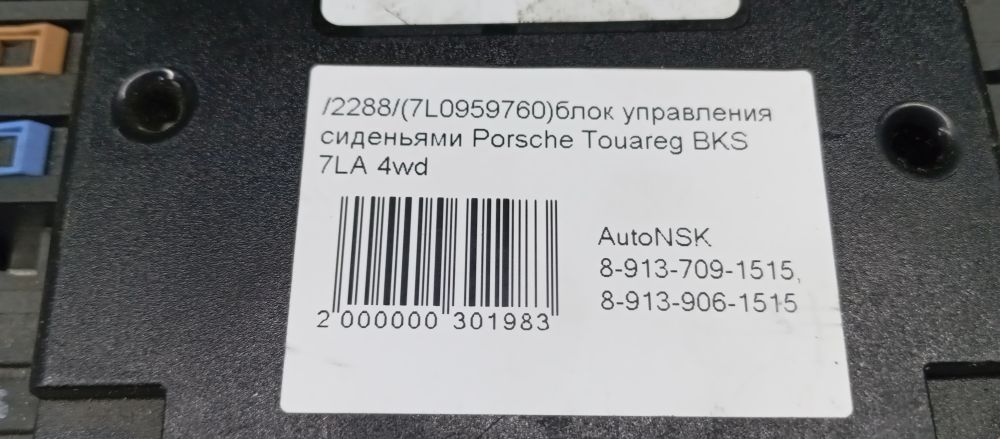 /2288/(7L0959760)блок управления
сиденьями Porsche Touareg BKS
7LA 4wd
AutoNSK
8-913-709-1515,
8-913-906-1515
2 000000 301983